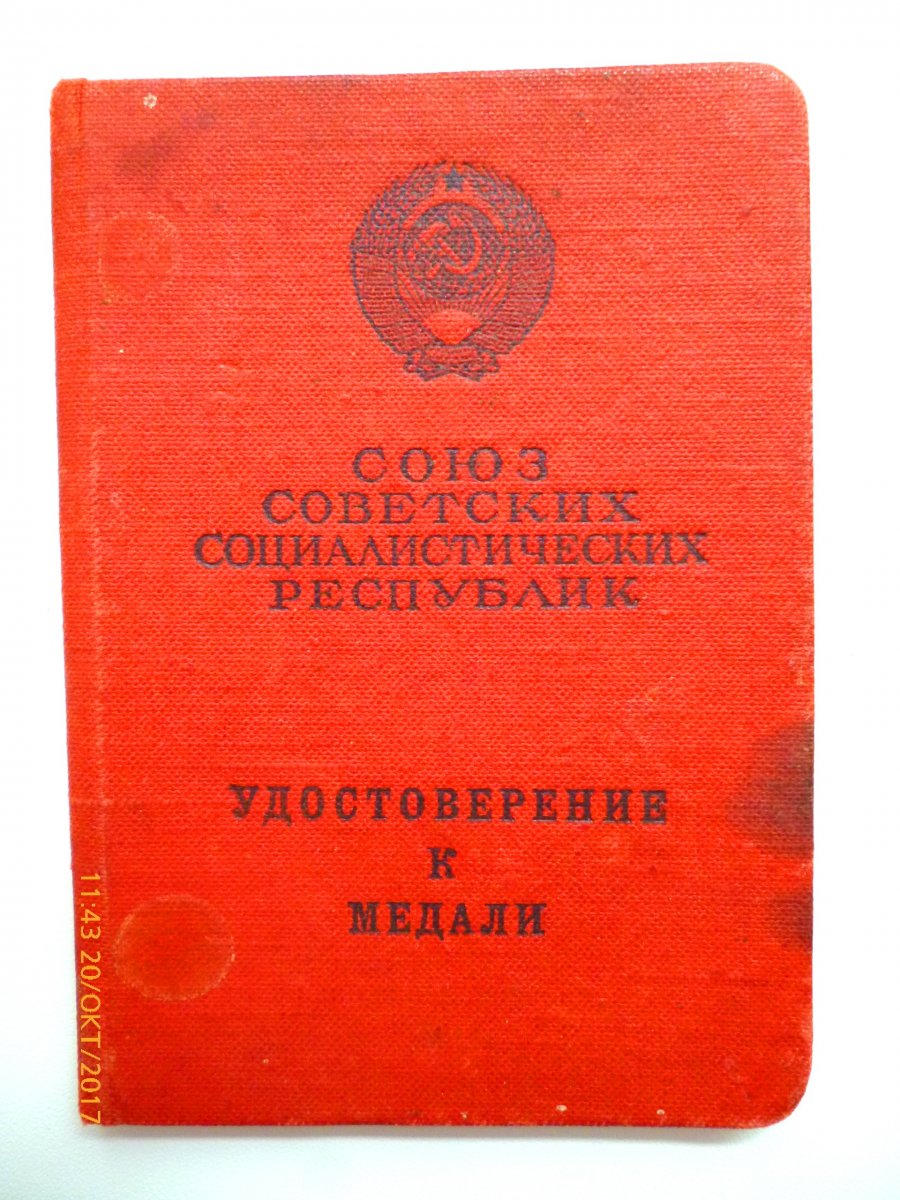 СОЮЗ
СОВЕТСКИХ
СОЦИАЛИСТИЧЕСКИХ
РЕСПУБЛИК
УДОСТОВЕРЕНИЕ
К
МЕДАЛИ
11:43 20/ОКТ/2017